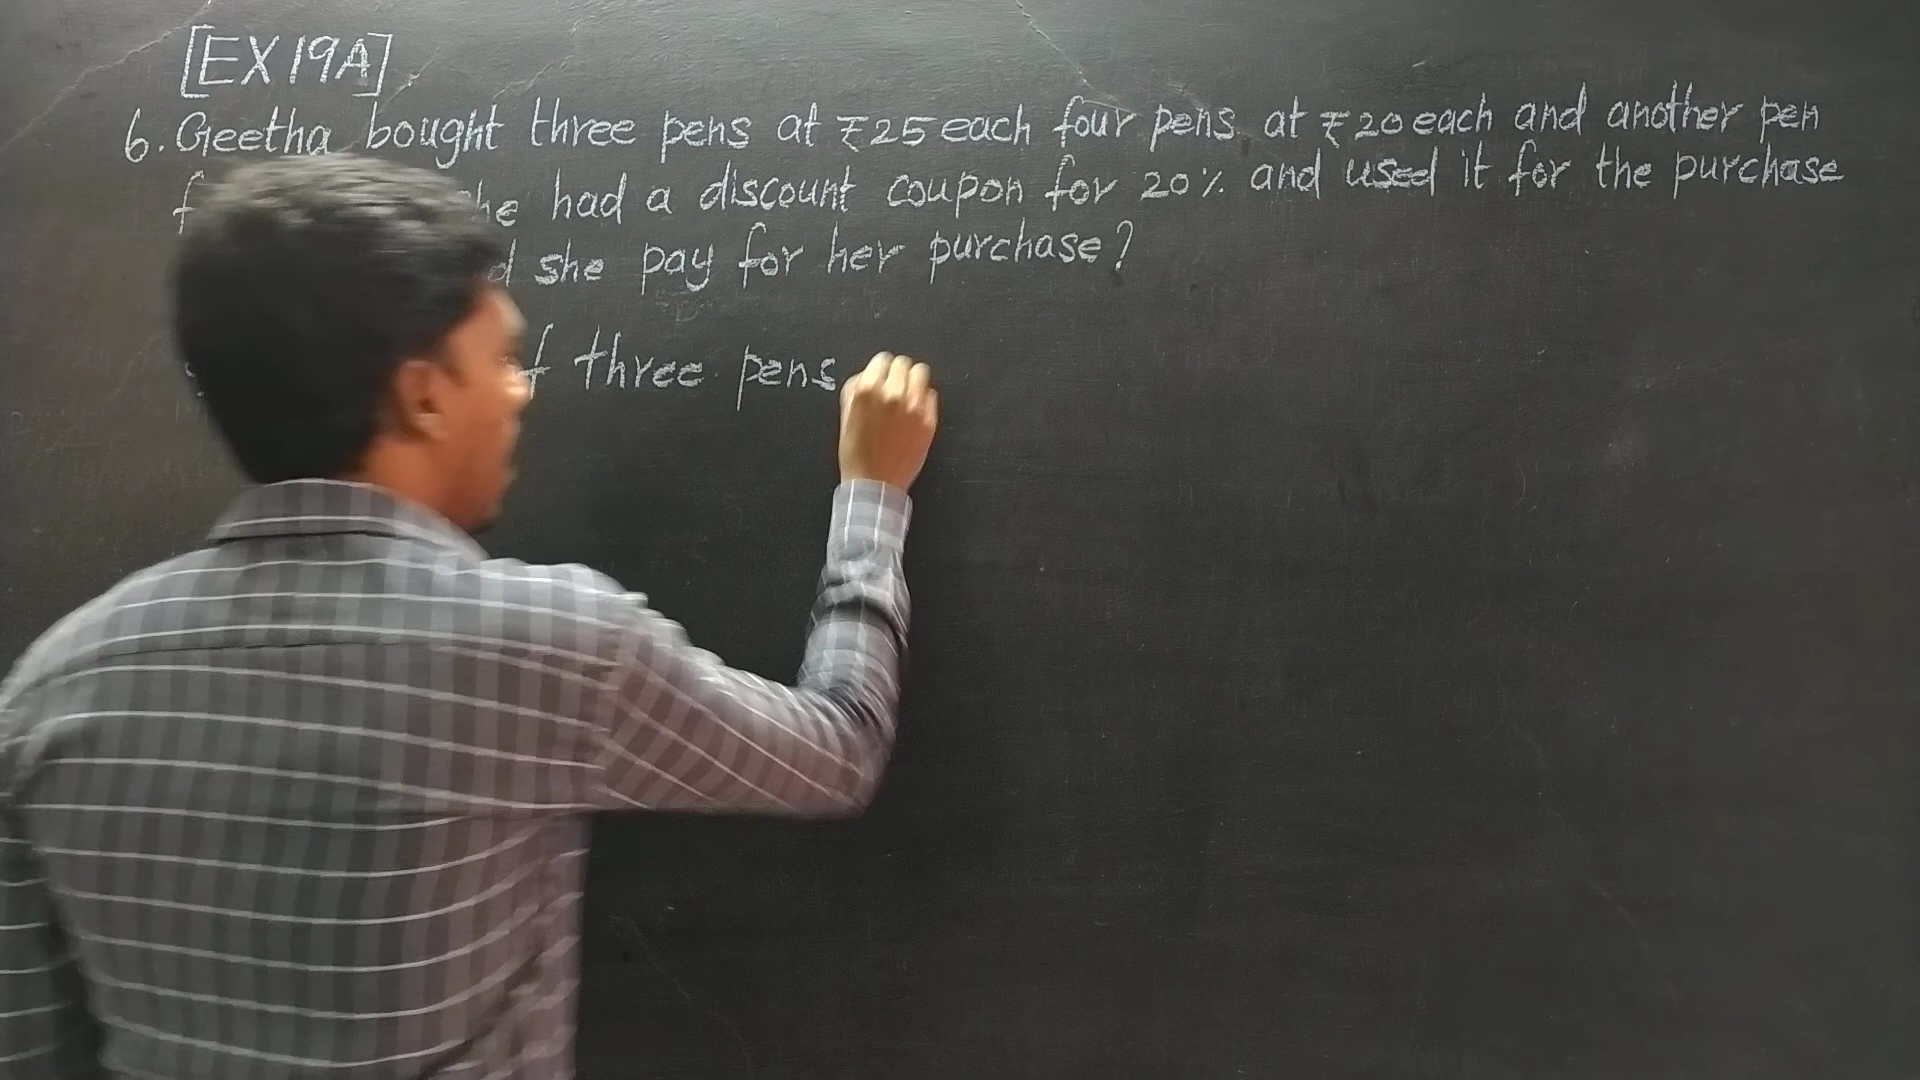 [EX 19A]
6. Geetha bought three pens at ₹25 each four pens at ₹20 each and another pen
had a discount coupon for 20% and used it for the purchase
she pay for her purchase?
three pens